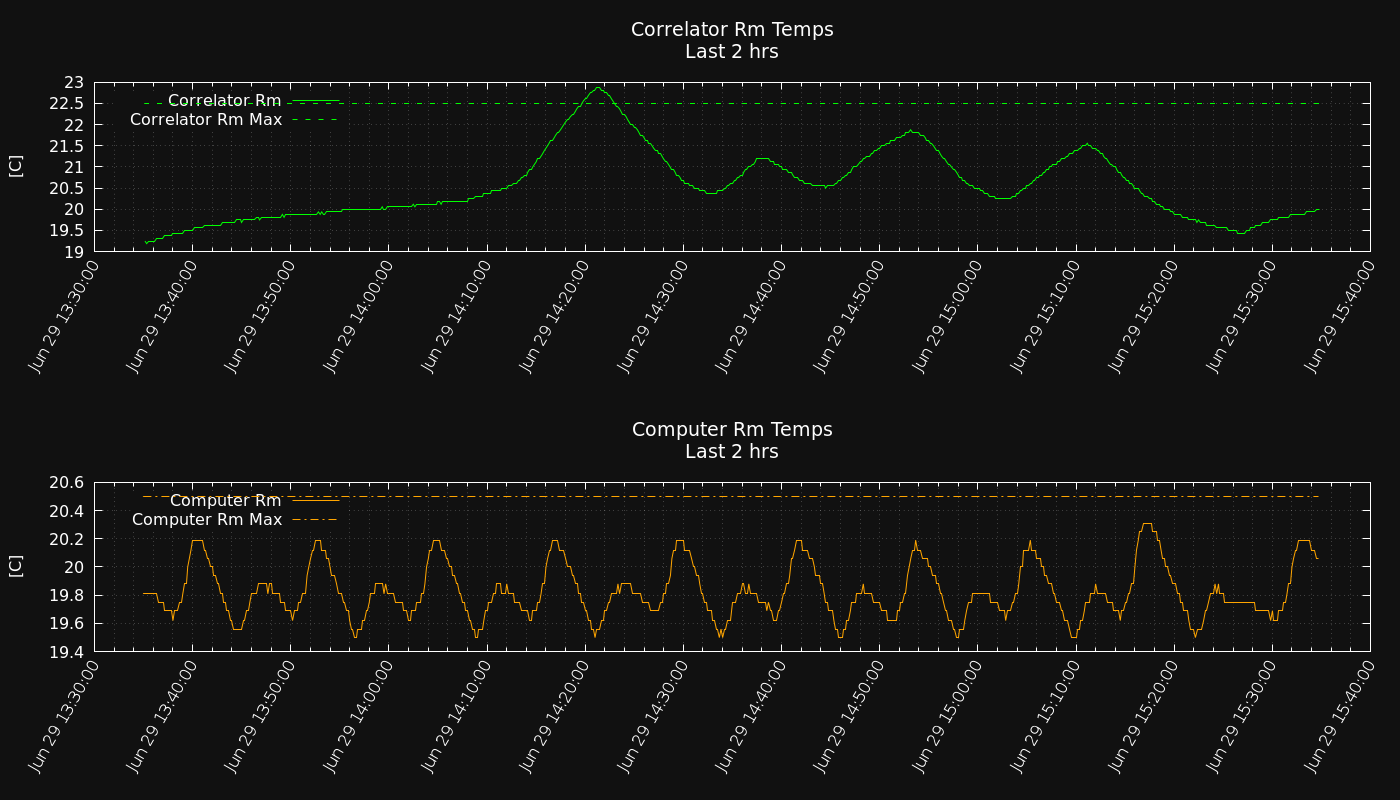 Correlator Rm Temps
Last 2 hrs
23
22.5
22
21.5
21
20.5
20
19.5
19
[C]
Correlator Rm
Correlator Rm Max
Jun 29 13:30:00
Jun 29 13:40:00
Jun 29 13:50:00
Jun 29 14:00:00
Jun 29 14:10:00
Jun 29 14:20:00
Jun 29 14:30:00
Jun 29 14:40:00
Jun 29 14:50:00
Jun 29 15:00:00
Jun 29 15:10:00
Jun 29 15:20:00
Jun 29 15:30:00
Jun 29 15:40:00
Computer Rm Temps
Last 2 hrs
20.6
20.4
20.2
20
19.8
19.6
19.4
[C]
Computer Rm
Computer Rm Max
Jun 29 13:30:00
Jun 29 13:40:00
Jun 29 13:50:00
Jun 29 14:00:00
Jun 29 14:10:00
Jun 29 14:20:00
Jun 29 14:30:00
Jun 29 14:40:00
Jun 29 14:50:00
Jun 29 15:00:00
Jun 29 15:10:00
Jun 29 15:20:00
Jun 29 15:30:00
Jun 29 15:40:00